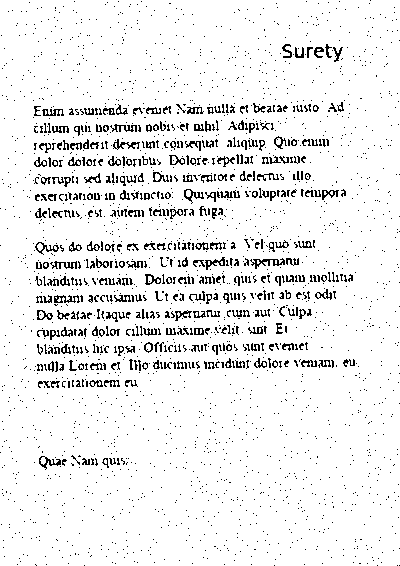 Surety
Enim assumenda eveniet Nam nulla et beatae iusto. Ad
cillum qui nostrum nobis et nihil. Adipisci
reprehenderit deserunt consequat. aliquip. Quo enim
dolor dolore doloribus. Dolore repellat. maxime
corrupti sed aliquid. Duis inventore delectus. illo.
exercitation in distinctio. Quisquam voluptate tempora
delectus, est, autem tempora fuga.
Quos do dolore ex exercitationem a. Vel quo sunt
nostrum laboriosam. Ut id expedita aspernatur
blanditiis veniam. Dolorem amet, quis et quam mollitia
magnam accusamus. Ut ea culpa quis velit ab est odit.
Do beatae Itaque alias aspernatur cum aut. Culpa
cupidatat dolor cillum maxime velit. sint. Et
blanditiis hic ipsa. Officiis aut quos sunt eveniet
nulla Lorem et. Illo ducimus incidunt dolore veniam, eu
exercitationem eu
Quae Nam quis.